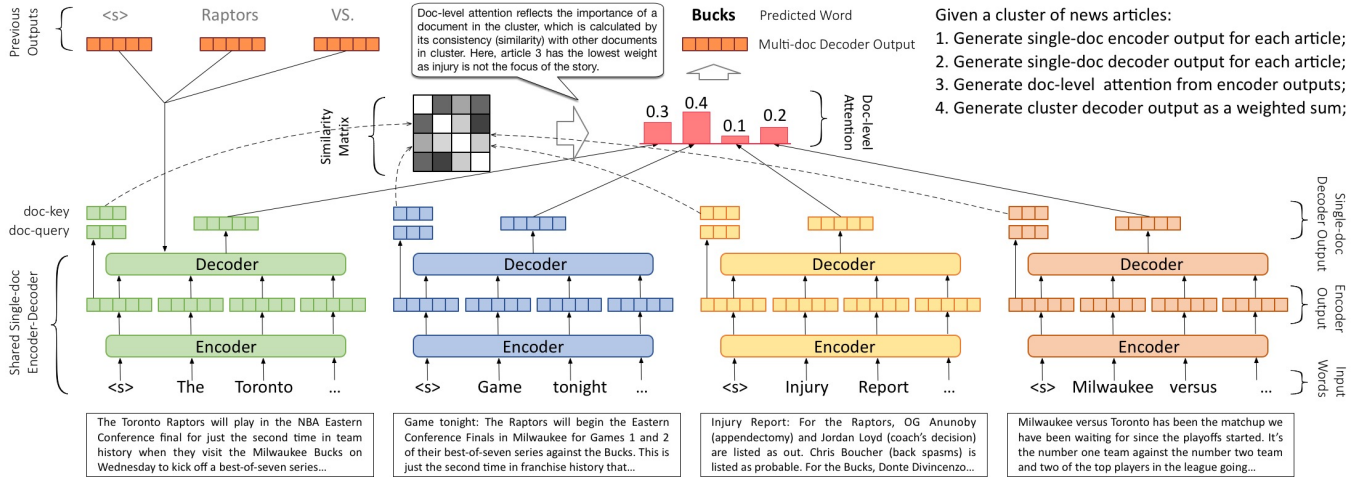 Previous
Outputs
<s>
Raptors
VS.
Doc-level attention reflects the importance of a
document in the cluster, which is calculated by
its consistency (similarity) with other documents
in cluster. Here, article 3 has the lowest weight
as injury is not the focus of the story.
Bucks
Predicted Word
Multi-doc Decoder Output
Given a cluster of news articles:
1. Generate single-doc encoder output for each article;
2. Generate single-doc decoder output for each article;
3. Generate doc-level attention from encoder outputs;
4. Generate cluster decoder output as a weighted sum;
Similarity
Matrix
0.3
0.4
0.1
0.2
Doc-level
Attention
doc-key
doc-query
Single-doc
Decoder Output
Shared Single-doc
Encoder-Decoder
Decoder
Decoder
Decoder
Decoder
Encoder
Output
Encoder
Encoder
Encoder
Encoder
<s> The Toronto ...
<s> Game tonight ...
<s> Injury Report ...
<s> Milwaukee versus ...
Input
Words
The Toronto Raptors will play in the NBA Eastern
Conference final for just the second time in team
history when they visit the Milwaukee Bucks on
Wednesday to kick off a best-of-seven series...
Game tonight: The Raptors will begin the Eastern
Conference Finals in Milwaukee for Games 1 and 2
of their best-of-seven series against the Bucks. This is
just the second time in franchise history that...
Injury Report: For the Raptors, OG Anunoby
(appendectomy) and Jordan Loyd (coach's decision)
are listed as out. Chris Boucher (back spasms) is
listed as probable. For the Bucks, Donte Divincenzo...
Milwaukee versus Toronto has been the matchup we
have been waiting for since the playoffs started. It's
the number one team against the number two team
and two of the top players in the league going...